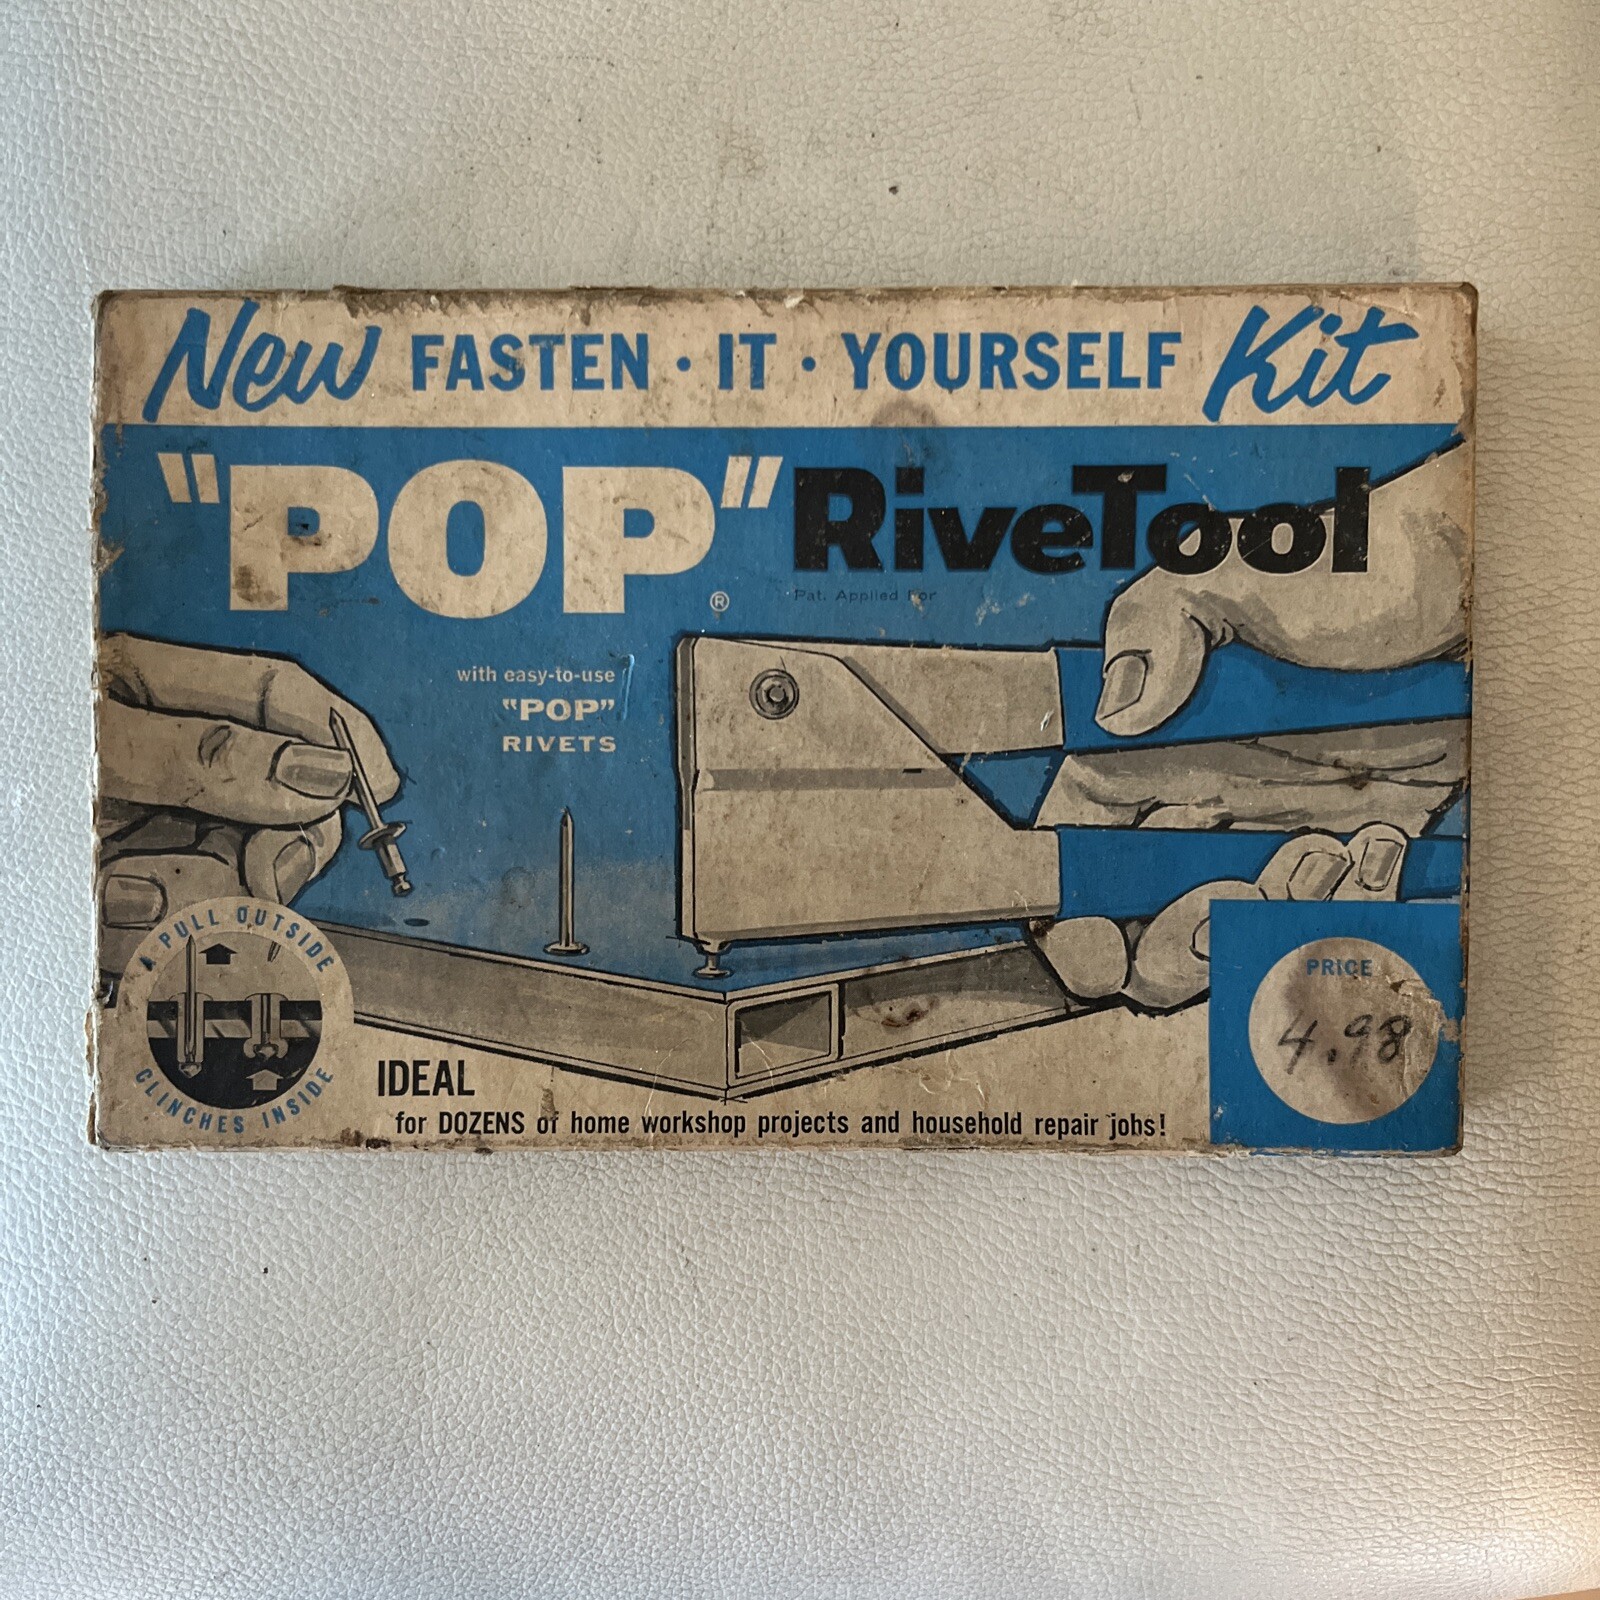 New FASTEN · IT · YOURSELF Kit
"POP"® RiveTool
Pat. Applied For
with easy-to-use
"POP"
RIVETS
A PULL OUTSIDE
CLINCHES INSIDE
IDEAL
for DOZENS of home workshop projects and household repair jobs!
PRICE
4.98